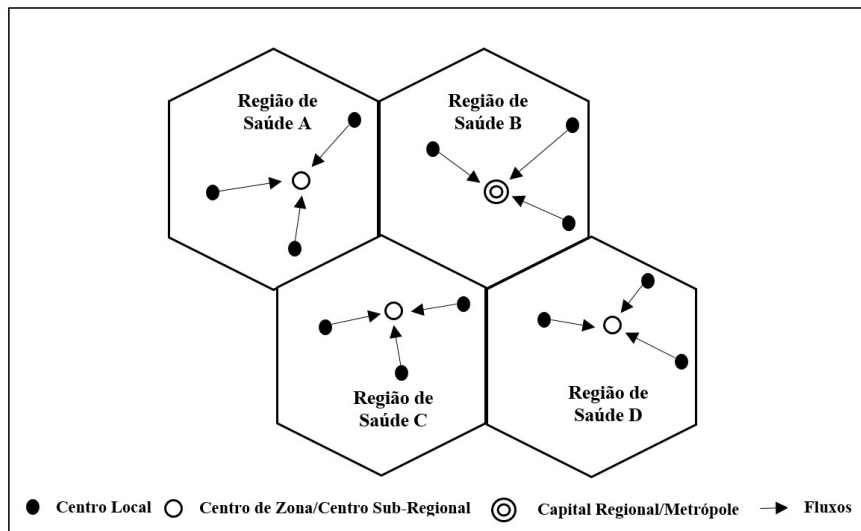 Região de
Saúde A
Região de
Saúde B
Região de
Saúde C
Região de
Saúde D
Centro Local
Centro de Zona/Centro Sub-Regional
Capital Regional/Metrópole
Fluxos